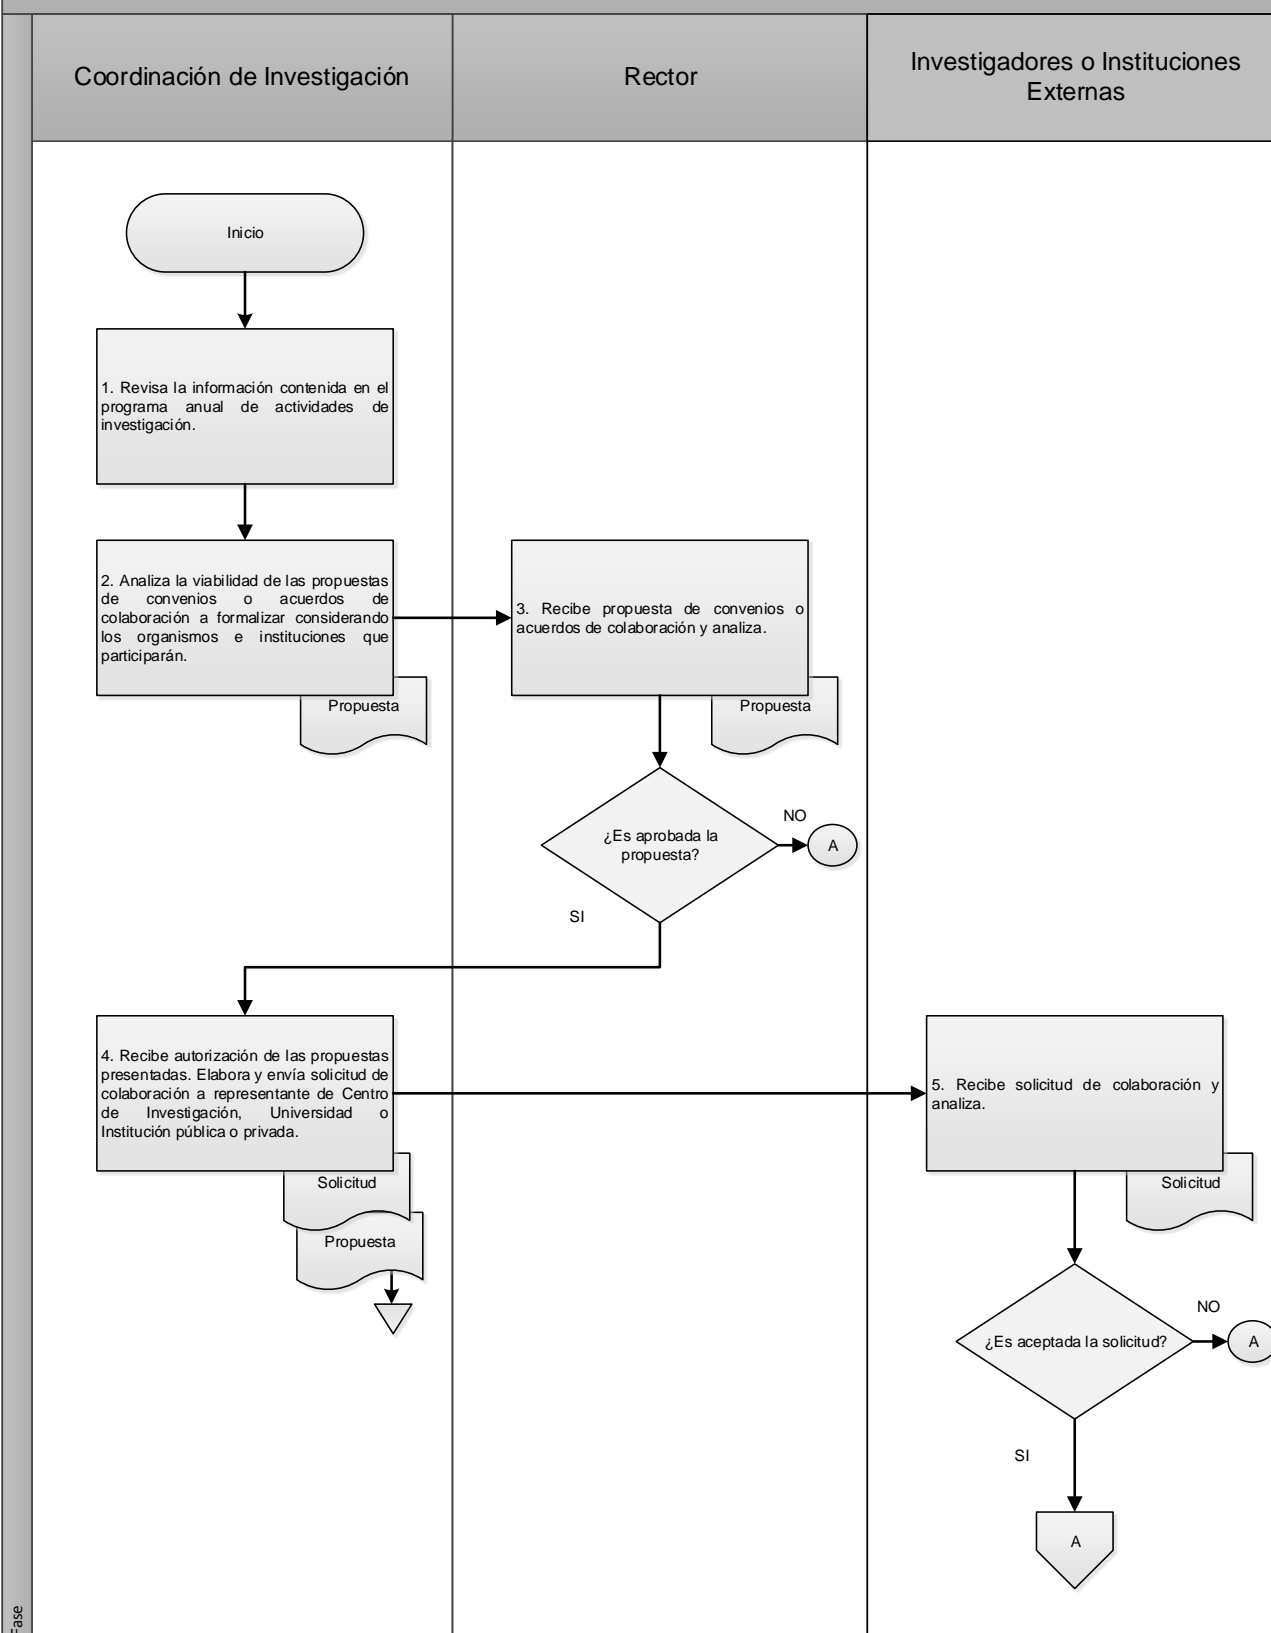 Coordinación de Investigación
Rector
Investigadores o Instituciones
Externas
Inicio
1. Revisa la información contenida en el
programa anual de actividades de
investigación.
2. Analiza la viabilidad de las propuestas
de convenios o acuerdos de
colaboración a formalizar considerando
los organismos e instituciones que
participarán.
Propuesta
3. Recibe propuesta de convenios o
acuerdos de colaboración y analiza.
Propuesta
¿Es aprobada la
propuesta?
NO
A
SI
4. Recibe autorización de las propuestas
presentadas. Elabora y envía solicitud de
colaboración a representante de Centro
de Investigación, Universidad o
Institución pública o privada.
Solicitud
Propuesta
5. Recibe solicitud de colaboración y
analiza.
Solicitud
¿Es aceptada la solicitud?
NO
A
SI
A
Fase